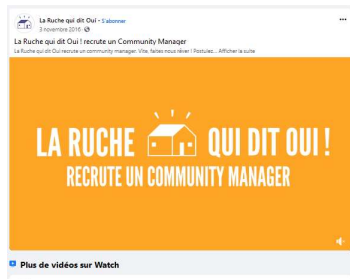 La Ruche qui dit Oui · S'abonner
3 novembre 2016 ·
La Ruche qui dit Oui ! recrute un Community Manager
La Ruche qui dit Oui recrute un community manager. Vite, faites nous rêver ! Postulez... Afficher la suite
LA RUCHE QUI DIT OUI !
RECRUTE UN COMMUNITY MANAGER
Plus de vidéos sur Watch